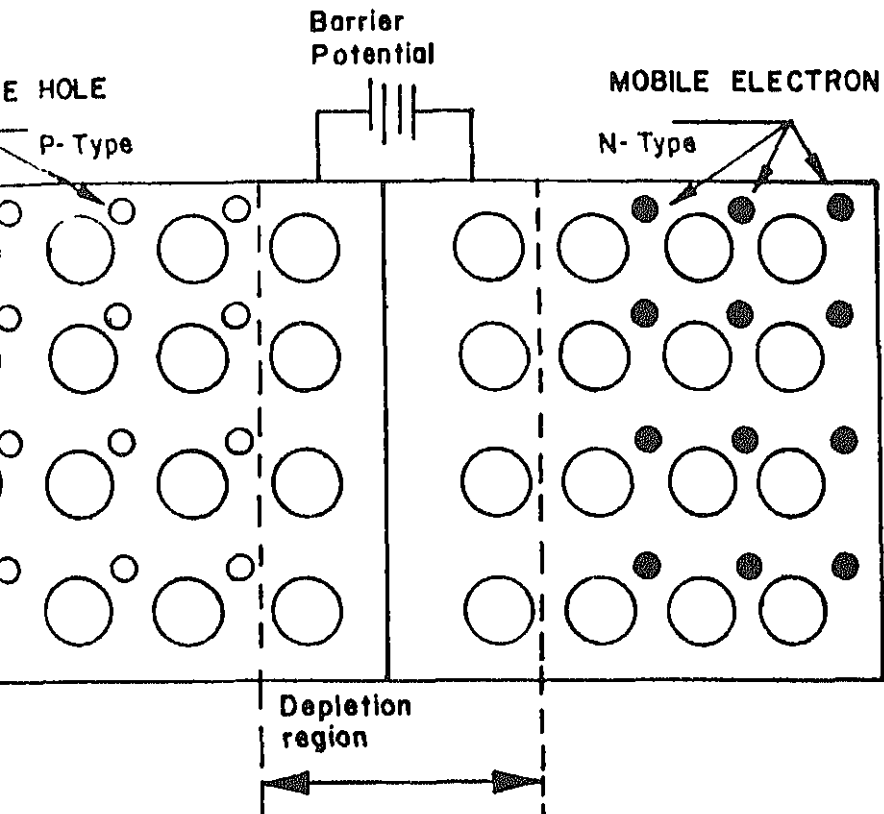 Barrier
Potential
E HOLE
MOBILE ELECTRON
P-Type
N-Type
Depletion
region